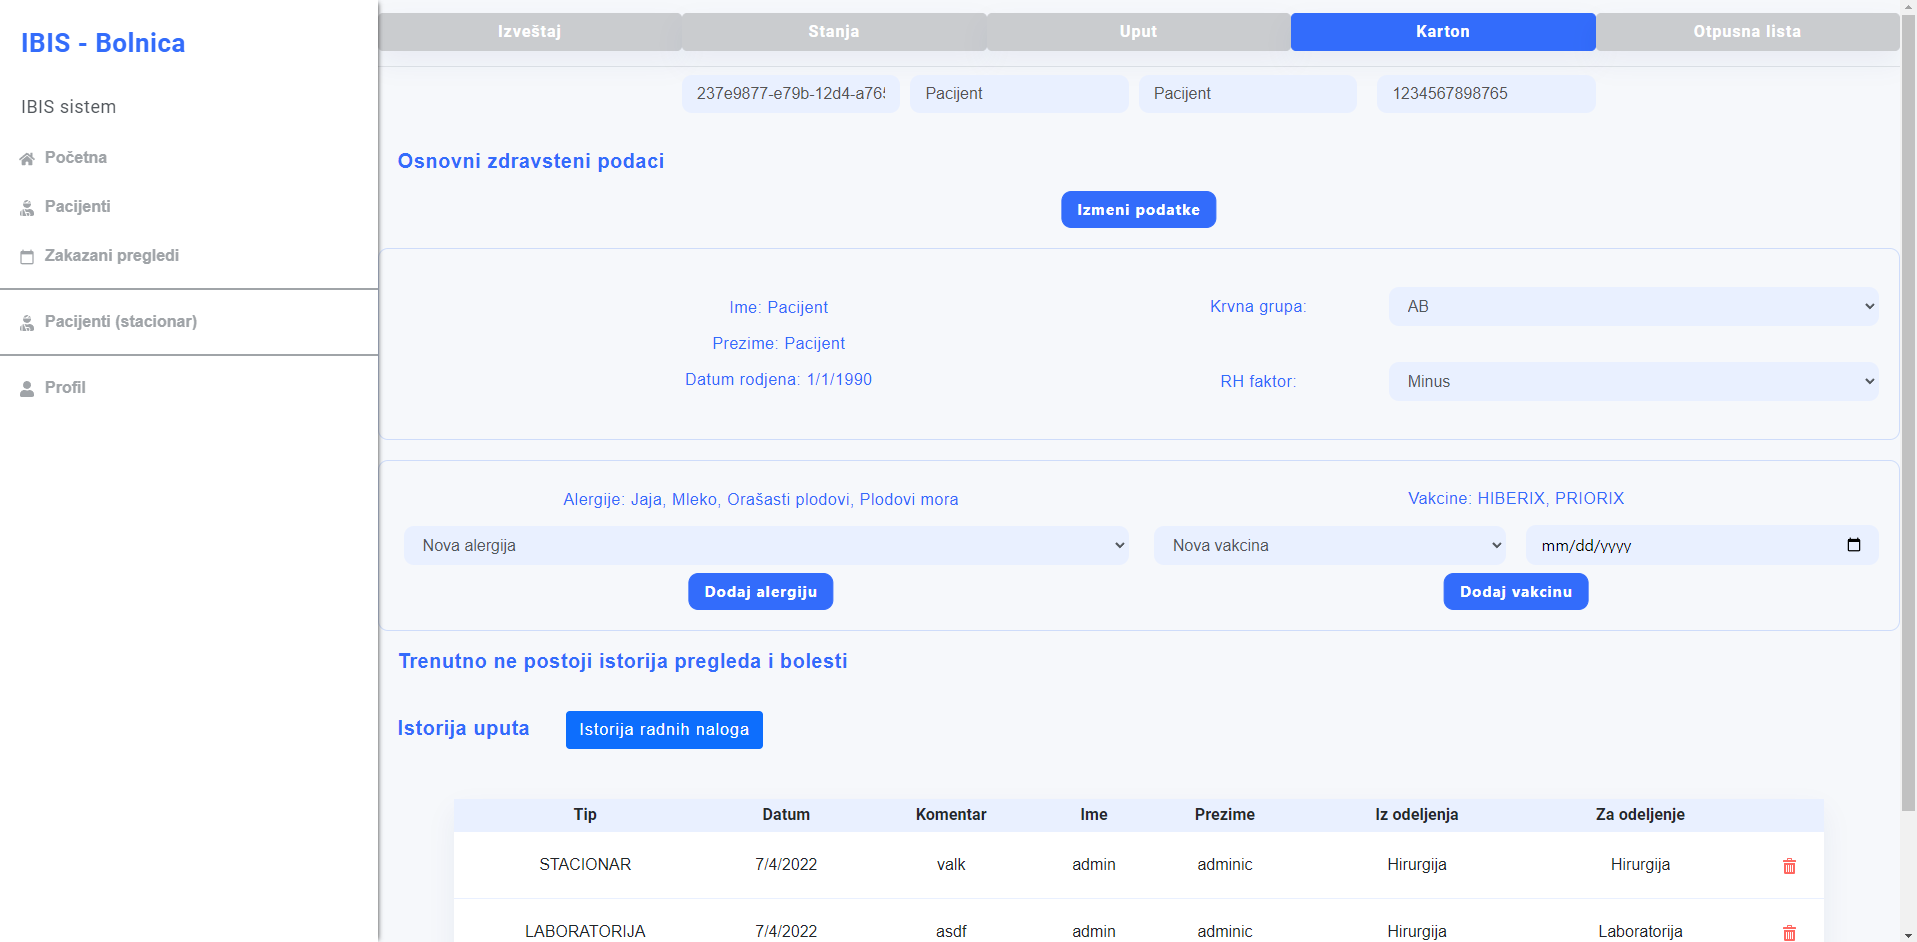 IBIS - Bolnica
IBIS sistem
Početna
Pacijenti
Zakazani pregledi
Pacijenti (stacionar)
Profil
Izveštaj Stanja Uput Karton Otpusna lista
237e9877-e79b-12d4-a765 Pacijent Pacijent 1234567898765
Osnovni zdravsteni podaci
Izmeni podatke
Ime: Pacijent
Prezime: Pacijent
Datum rodjena: 1/1/1990
Krvna grupa: AB
RH faktor: Minus
Alergije: Jaja, Mleko, Orašasti plodovi, Plodovi mora
Nova alergija
Dodaj alergiju
Vakcine: HIBERIX, PRIORIX
Nova vakcina mm/dd/yyyy
Dodaj vakcinu
Trenutno ne postoji istorija pregleda i bolesti
Istorija uputa Istorija radnih naloga
Tip Datum Komentar Ime Prezime Iz odeljenja Za odeljenje
STACIONAR 7/4/2022 valk admin adminic Hirurgija Hirurgija
LABORATORIJA 7/4/2022 asdf admin adminic Hirurgija Laboratorija